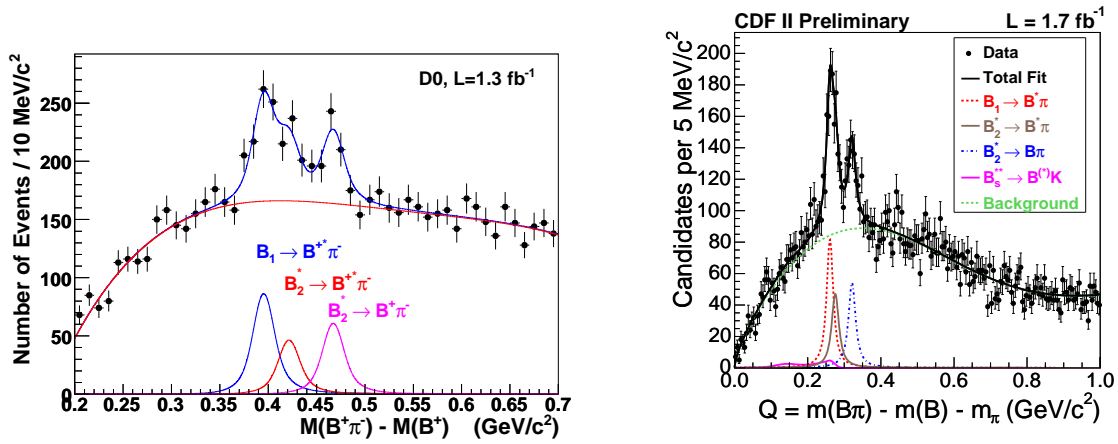 D0, L=1.3 fb⁻¹
Number of Events / 10 MeV/c²
250
200
150
100
50
0
B₁ → B⁺*π⁻
B₂* → B⁺*π⁻
B₂* → B⁺π⁻
0.2 0.25 0.3 0.35 0.4 0.45 0.5 0.55 0.6 0.65 0.7
M(B⁺π⁻) - M(B⁺) (GeV/c²)
CDF II Preliminary L = 1.7 fb⁻¹
Candidates per 5 MeV/c²
200
180
160
140
120
100
80
60
40
20
0
Data
Total Fit
B₁ → B*π
B₂* → B*π
B₂* → Bπ
Bₛ** → B⁽*⁾K
Background
0.0 0.2 0.4 0.6 0.8 1.0
Q = m(Bπ) - m(B) - mπ (GeV/c²)